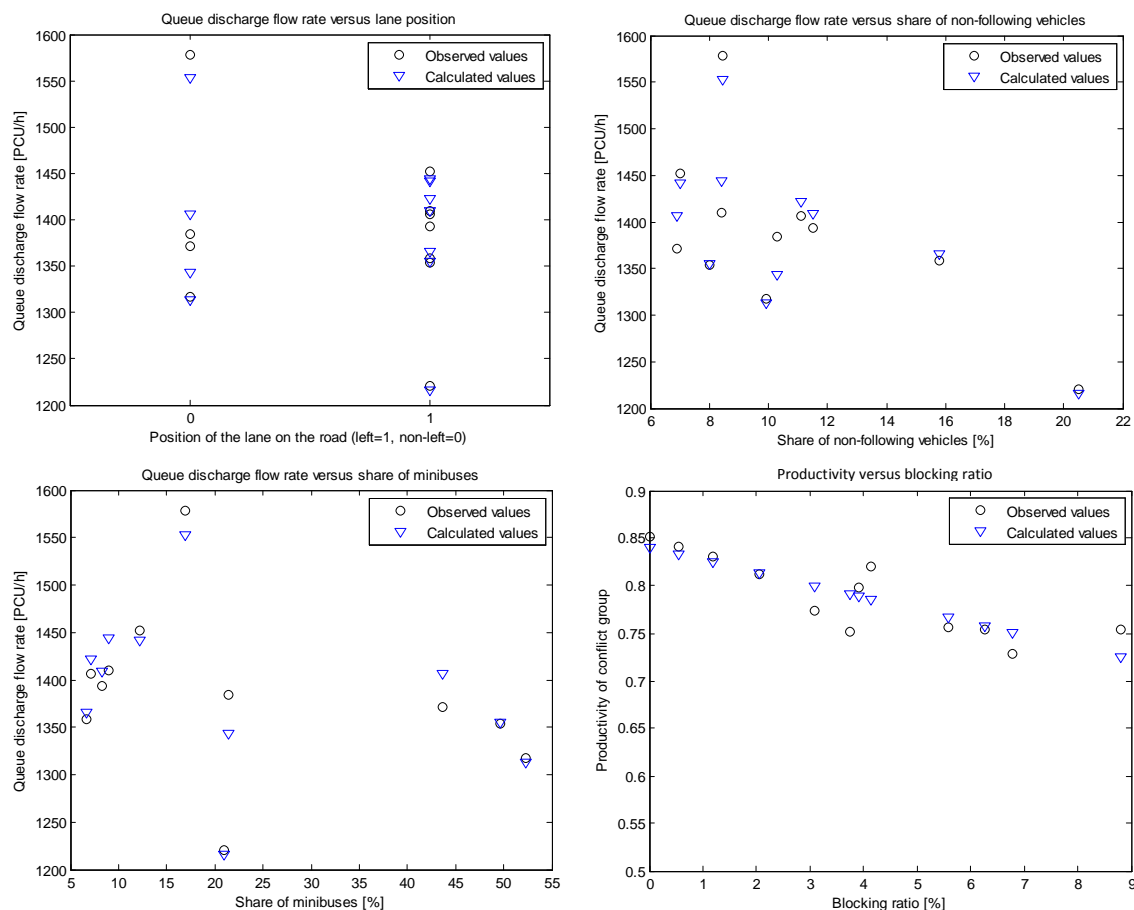 Queue discharge flow rate versus lane position
1600
1550
1500
1450
1400
1350
1300
1250
1200
Queue discharge flow rate [PCU/h]
Observed values
Calculated values
0 1
Position of the lane on the road (left=1, non-left=0)
Queue discharge flow rate versus share of non-following vehicles
1600
1550
1500
1450
1400
1350
1300
1250
1200
Queue discharge flow rate [PCU/h]
Observed values
Calculated values
6 8 10 12 14 16 18 20 22
Share of non-following vehicles [%]
Queue discharge flow rate versus share of minibuses
1600
1550
1500
1450
1400
1350
1300
1250
1200
Queue discharge flow rate [PCU/h]
Observed values
Calculated values
5 10 15 20 25 30 35 40 45 50 55
Share of minibuses [%]
Productivity versus blocking ratio
0.9
0.85
0.8
0.75
0.7
0.65
0.6
0.55
0.5
Productivity of conflict group
Observed values
Calculated values
0 1 2 3 4 5 6 7 8 9
Blocking ratio [%]